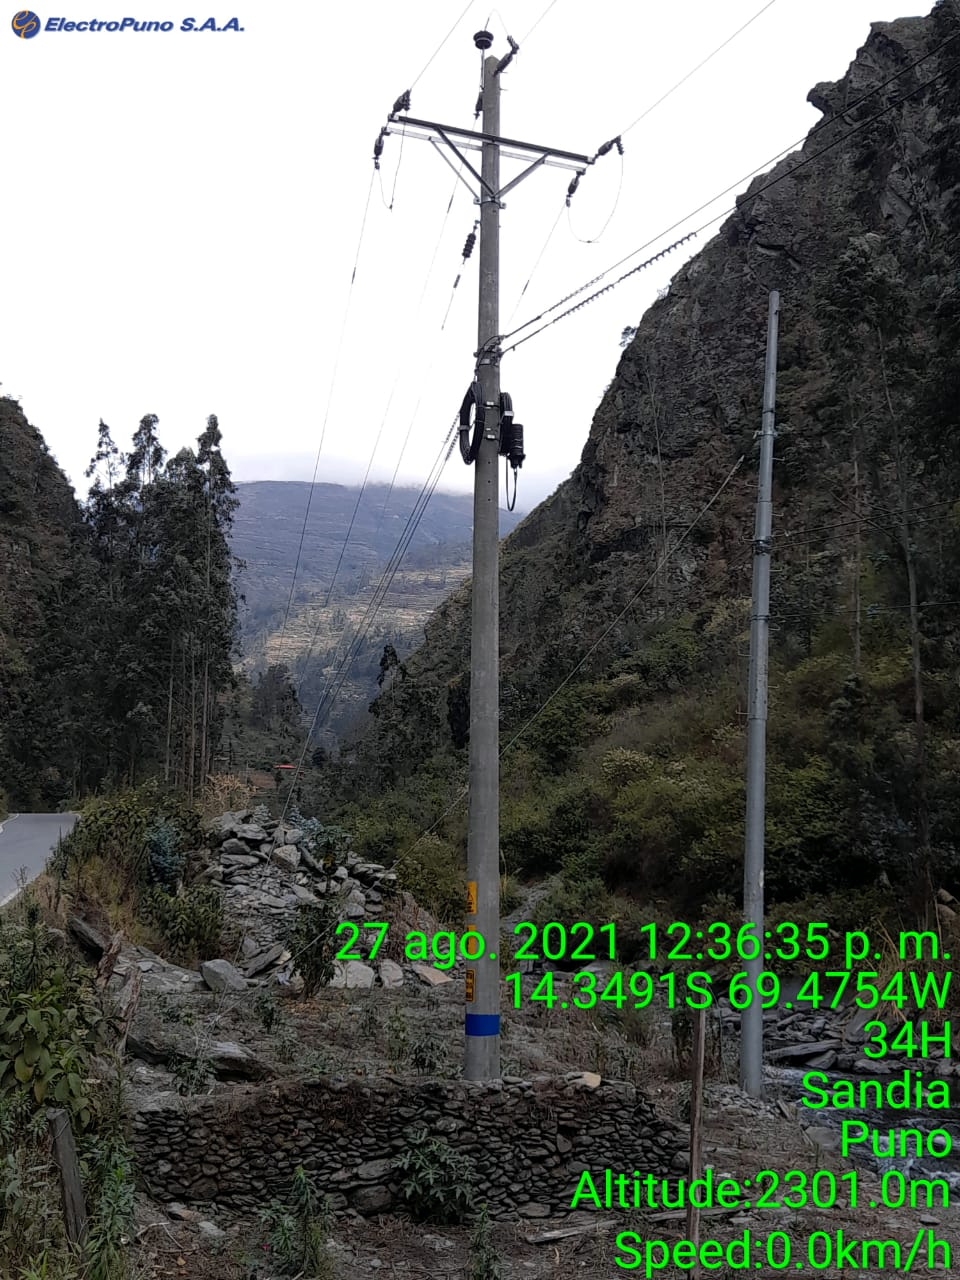 ElectroPuno S.A.A.
27 ago. 2021 12:36:35 p. m.
14.3491S 69.4754W
34H
Sandia
Puno
Altitude:2301.0m
Speed:0.0km/h